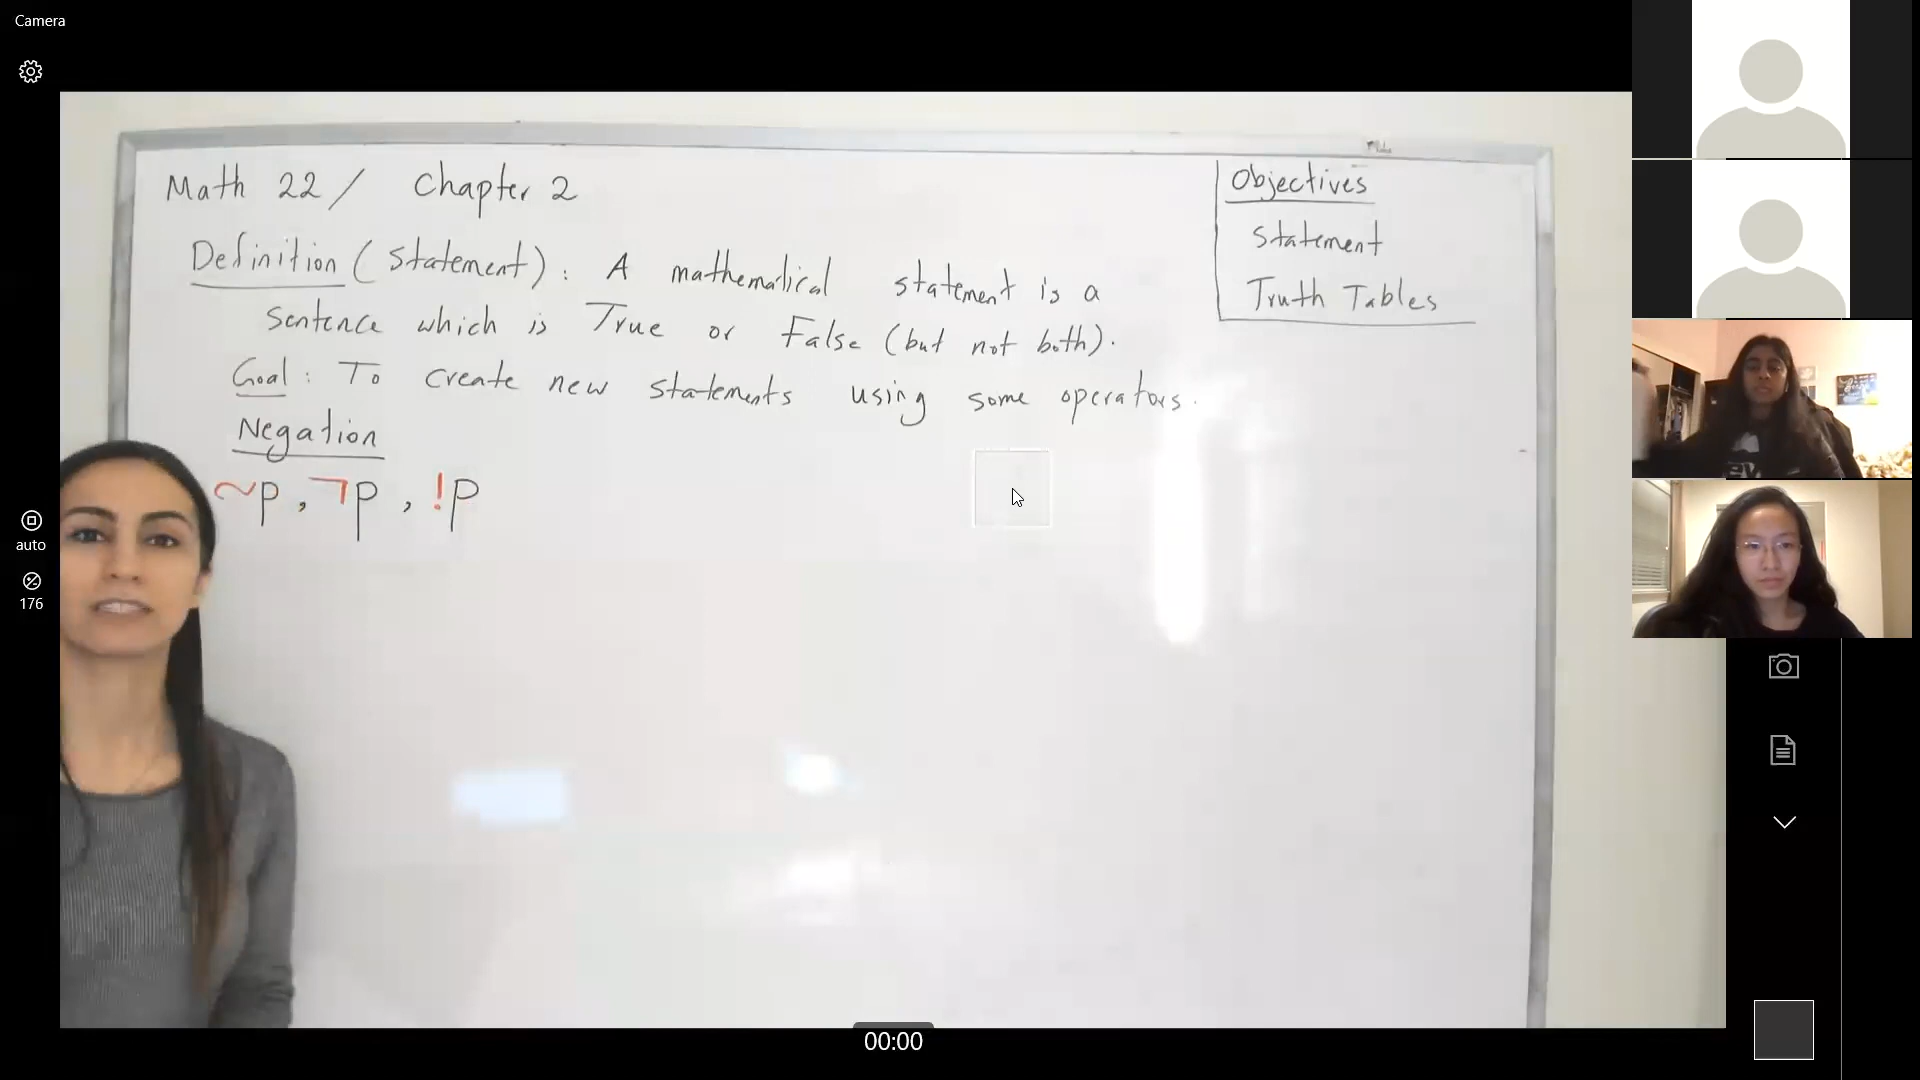 Camera
Math 22 / Chapter 2
Definition (statement): A mathematical statement is a
sentence which is True or False (but not both).
Goal: To create new statements using some operators.
Negation
~p, ¬p, !p
Objectives
Statement
Truth Tables
auto
176
00:00